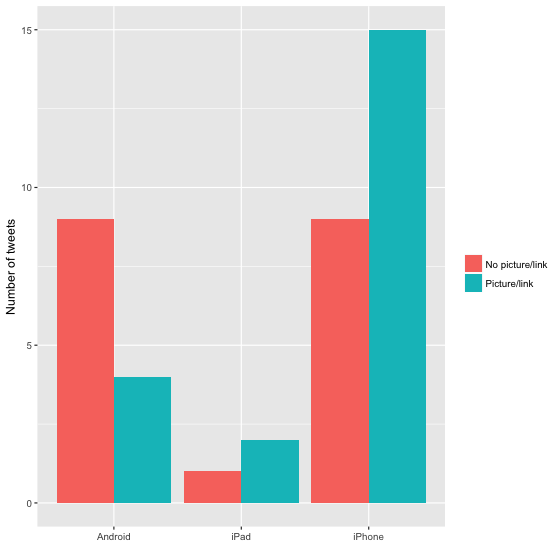 Number of tweets
15
10
5
0
Android
iPad
iPhone
No picture/link
Picture/link